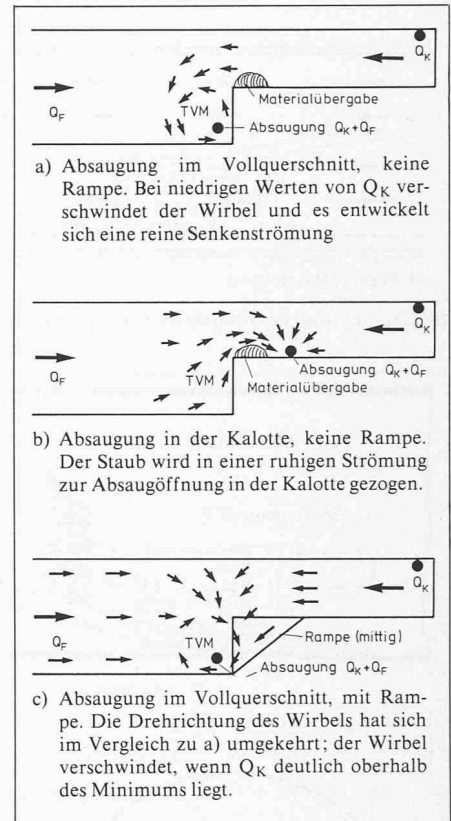 Q_K
Q_F
TVM
Materialübergabe
Absaugung Q_K+Q_F
a) Absaugung im Vollquerschnitt, keine
Rampe. Bei niedrigen Werten von Q_K ver-
schwindet der Wirbel und es entwickelt
sich eine reine Senkenströmung
Q_K
Q_F
TVM
Absaugung Q_K+Q_F
Materialübergabe
b) Absaugung in der Kalotte, keine Rampe.
Der Staub wird in einer ruhigen Strömung
zur Absaugöffnung in der Kalotte gezogen.
Q_K
Q_F
TVM
Rampe (mittig)
Absaugung Q_K+Q_F
c) Absaugung im Vollquerschnitt, mit Ram-
pe. Die Drehrichtung des Wirbels hat sich
im Vergleich zu a) umgekehrt; der Wirbel
verschwindet, wenn Q_K deutlich oberhalb
des Minimums liegt.